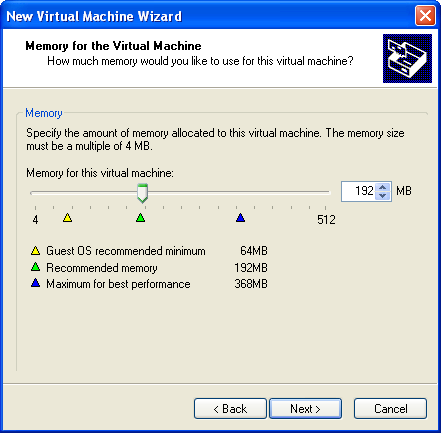 New Virtual Machine Wizard
Memory for the Virtual Machine
How much memory would you like to use for this virtual machine?
Memory
Specify the amount of memory allocated to this virtual machine. The memory size
must be a multiple of 4 MB.
Memory for this virtual machine:
192 MB
4 512
Guest OS recommended minimum 64MB
Recommended memory 192MB
Maximum for best performance 368MB
< Back Next > Cancel